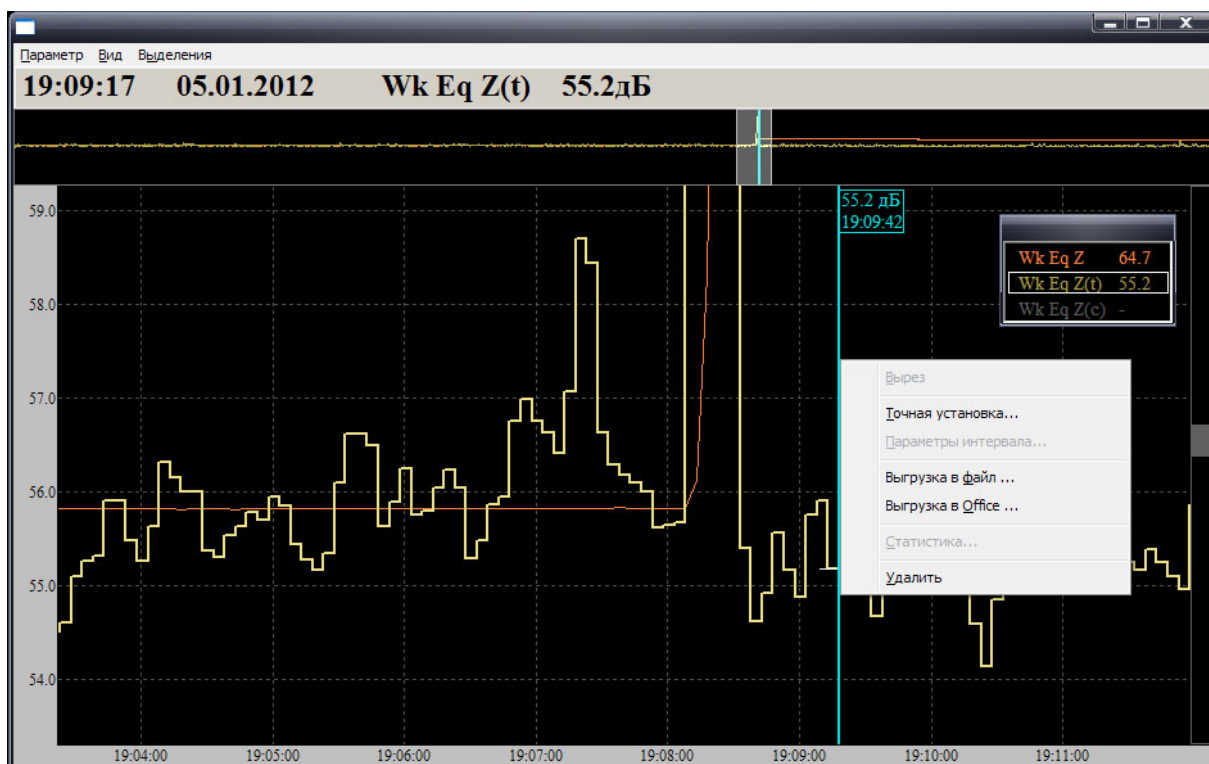 Параметр Вид Выделения
19:09:17 05.01.2012 Wk Eq Z(t) 55.2дБ
55.2 дБ
19:09:42
59.0
58.0
57.0
56.0
55.0
54.0
Wk Eq Z 64.7
Wk Eq Z(t) 55.2
Wk Eq Z(c) -
Вырез
Точная установка...
Параметры интервала...
Выгрузка в файл ...
Выгрузка в Office ...
Статистика...
Удалить
19:04:00 19:05:00 19:06:00 19:07:00 19:08:00 19:09:00 19:10:00 19:11:00